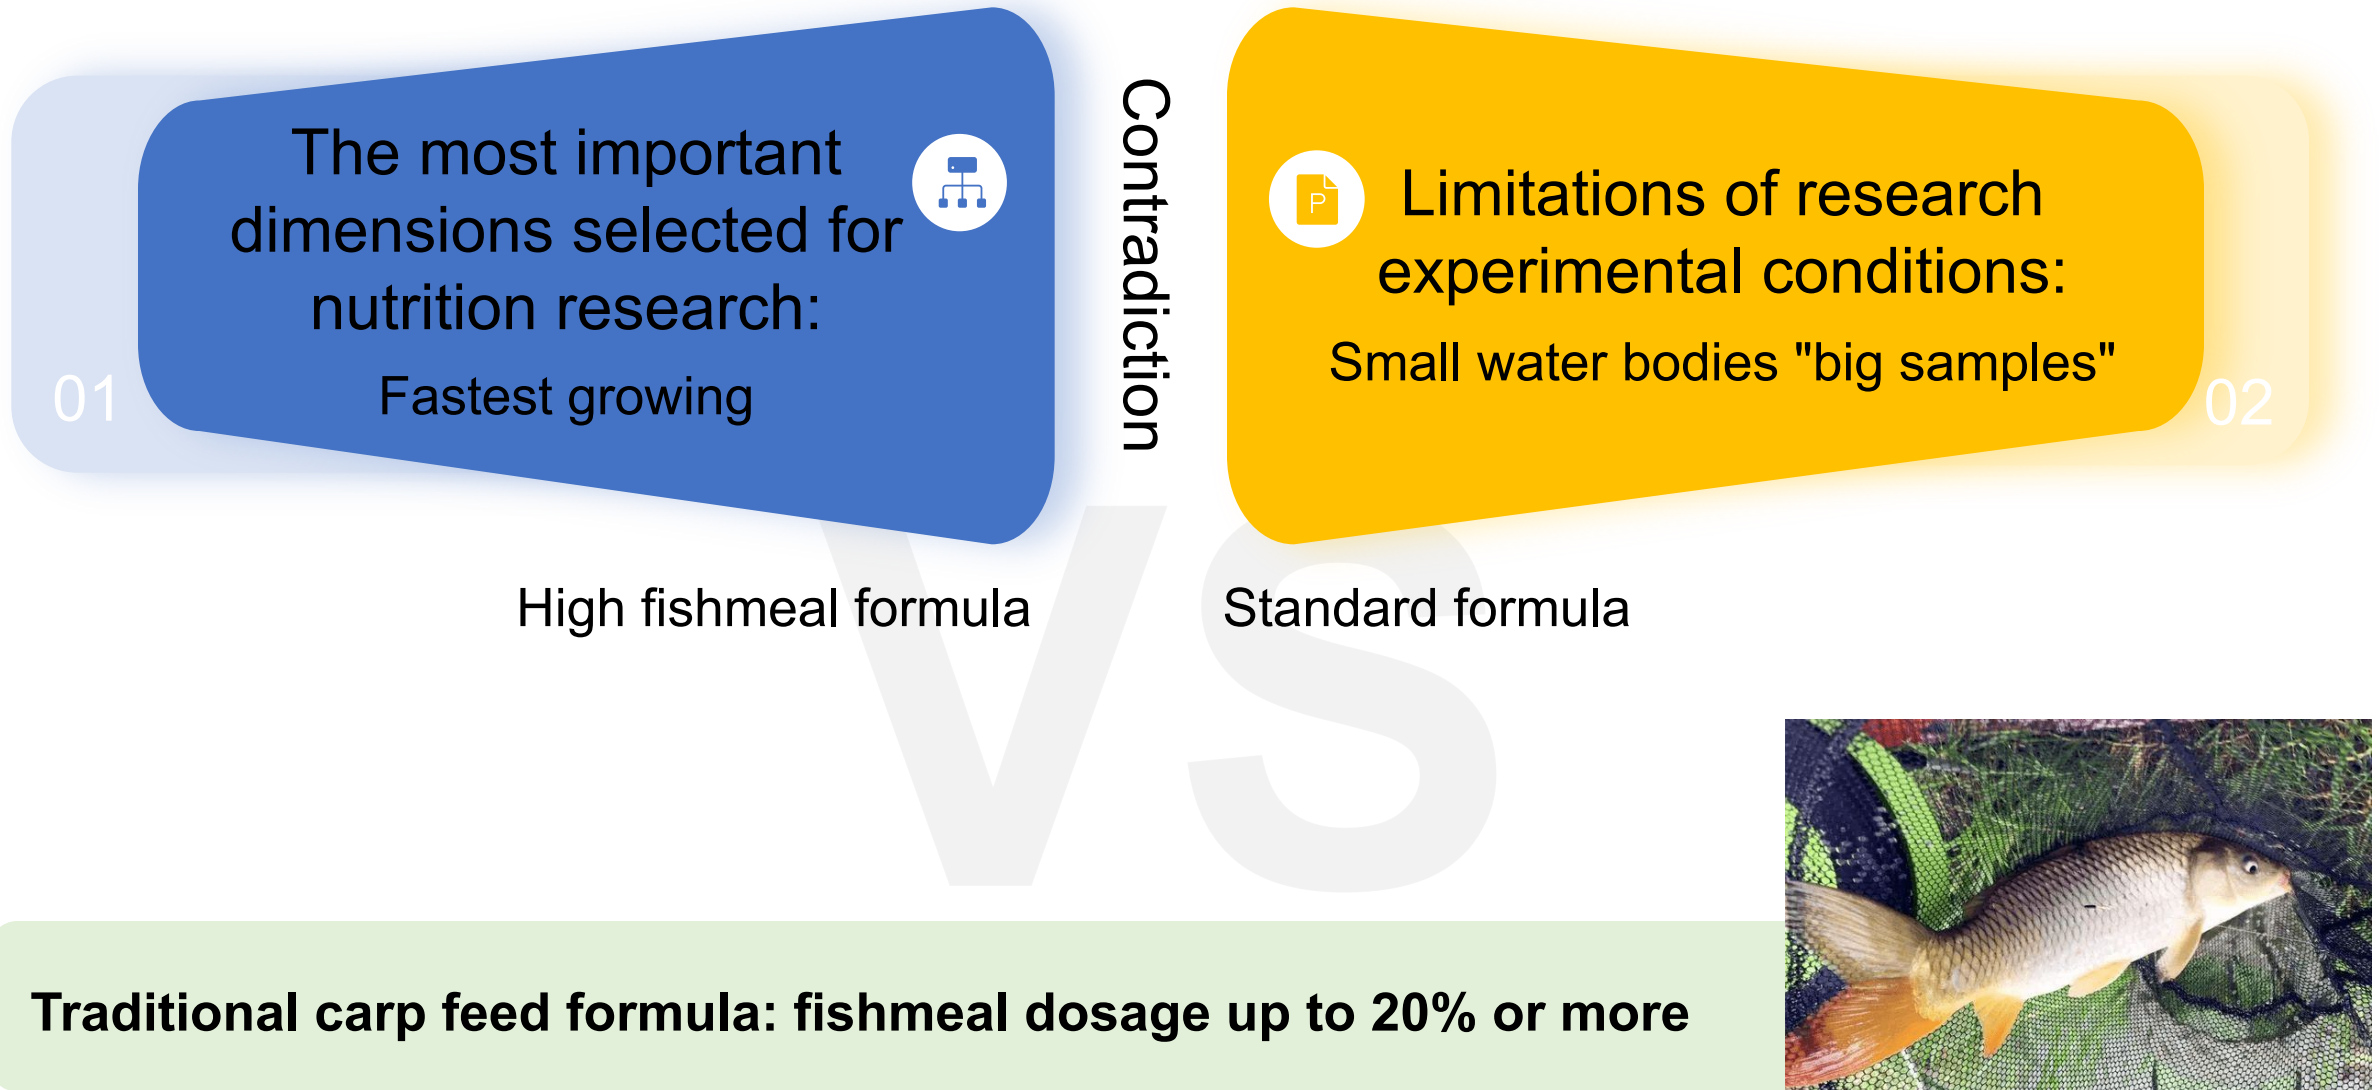 The most important
dimensions selected for
nutrition research:
Fastest growing
01
Contradiction
P
Limitations of research
experimental conditions:
Small water bodies "big samples"
02
VS
High fishmeal formula
Standard formula
Traditional carp feed formula: fishmeal dosage up to 20% or more